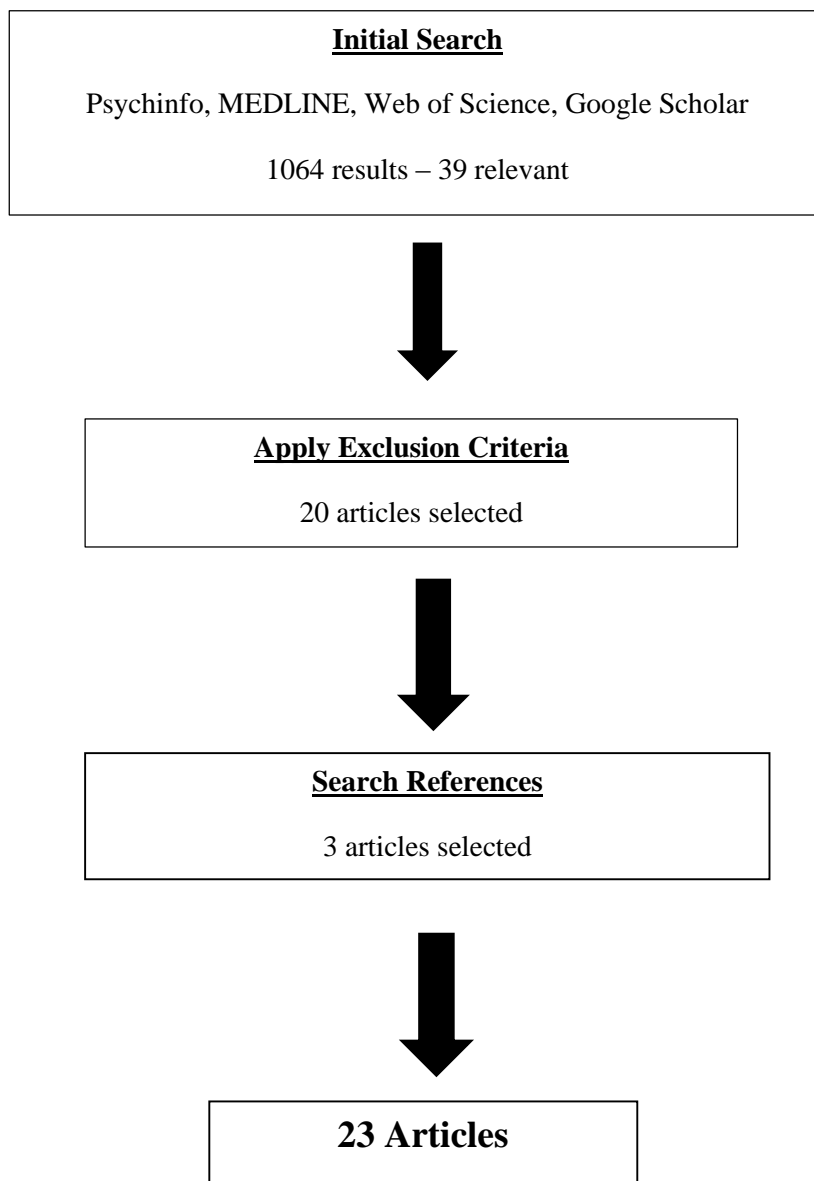 Initial Search
Psychinfo, MEDLINE, Web of Science, Google Scholar
1064 results – 39 relevant
Apply Exclusion Criteria
20 articles selected
Search References
3 articles selected
23 Articles